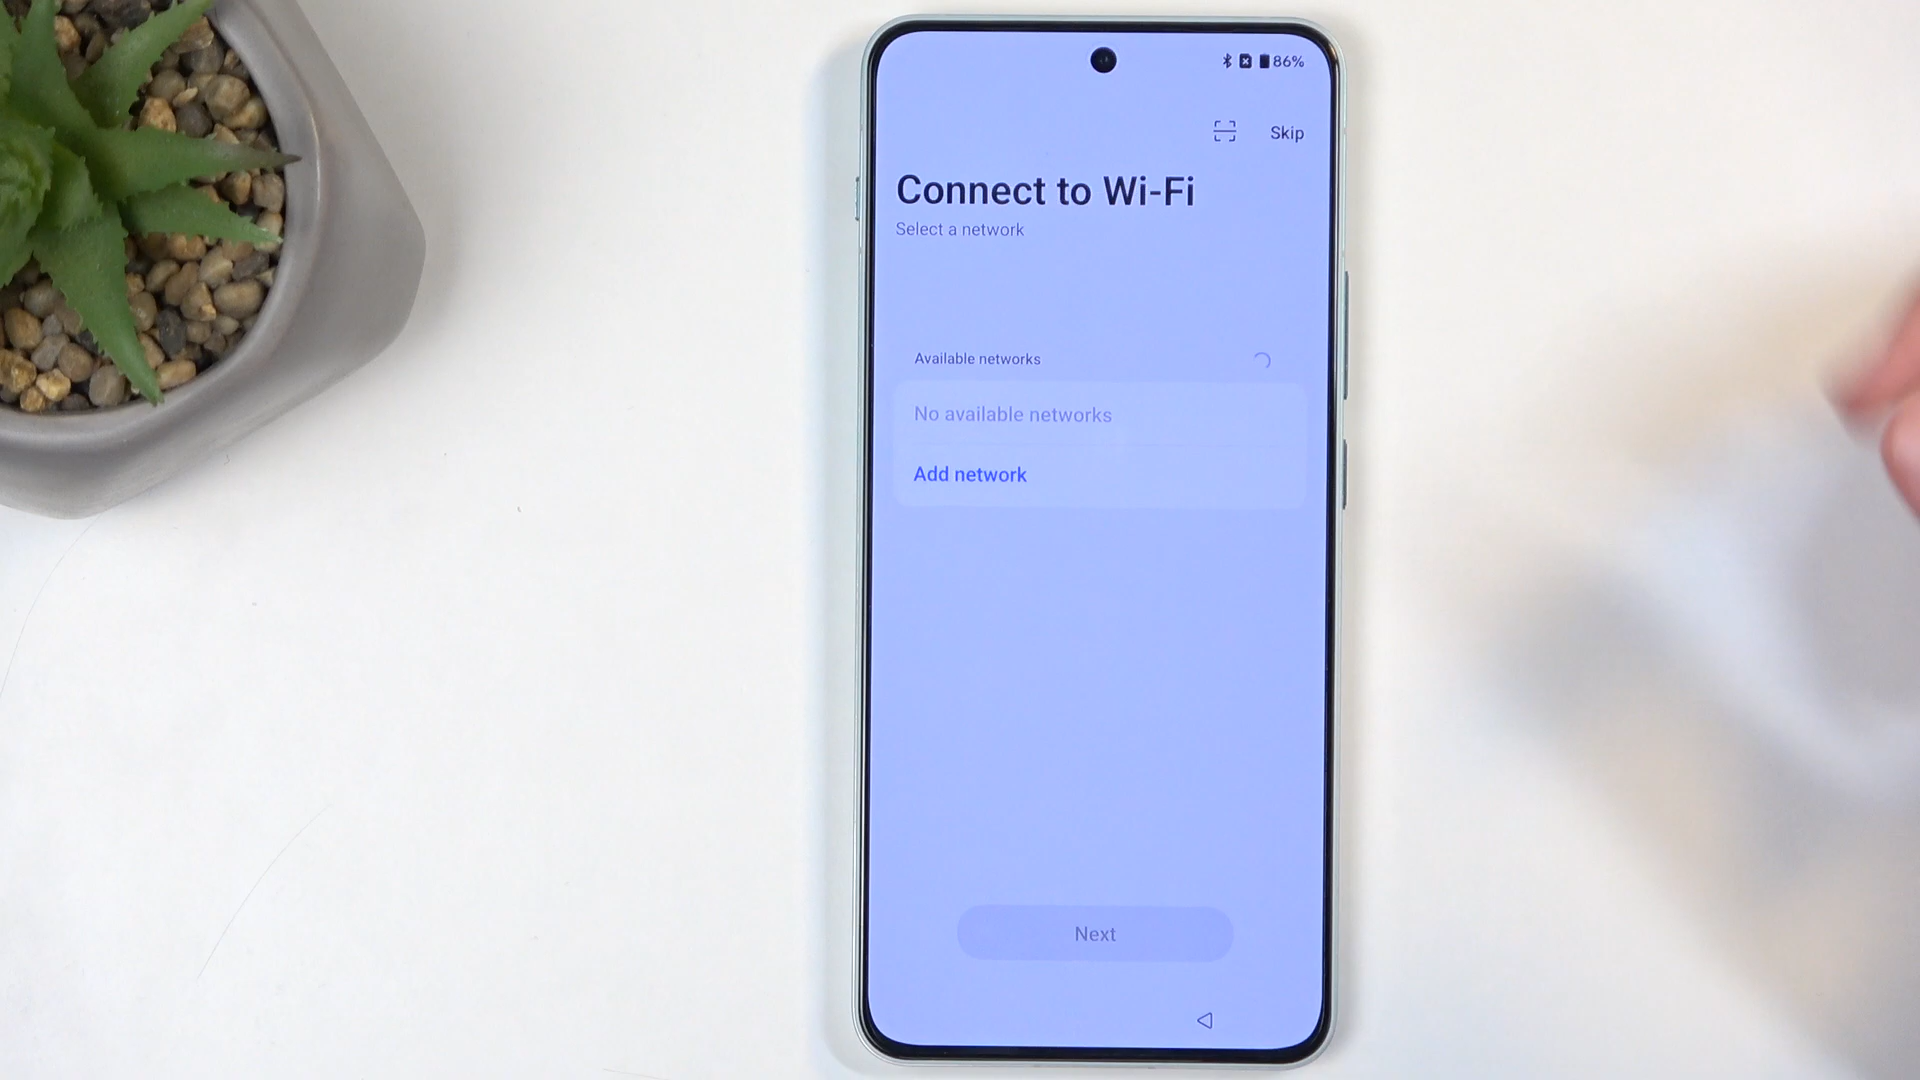 86%
Skip
Connect to Wi-Fi
Select a network
Available networks
No available networks
Add network
Next